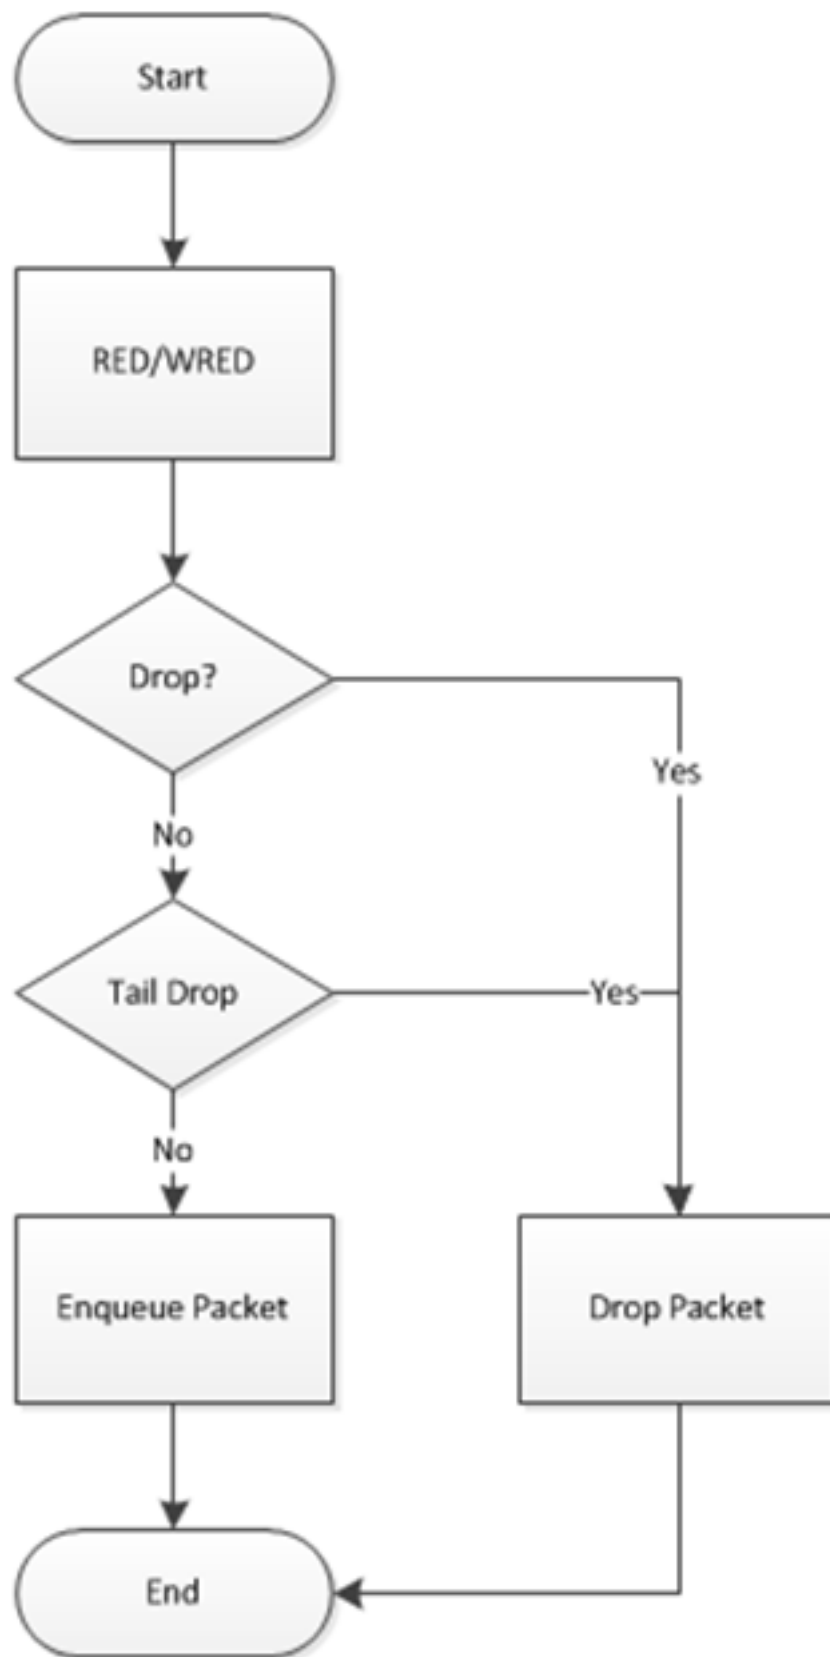 Start
RED/WRED
Drop?
Yes
No
Tail Drop
Yes
No
Enqueue Packet
Drop Packet
End